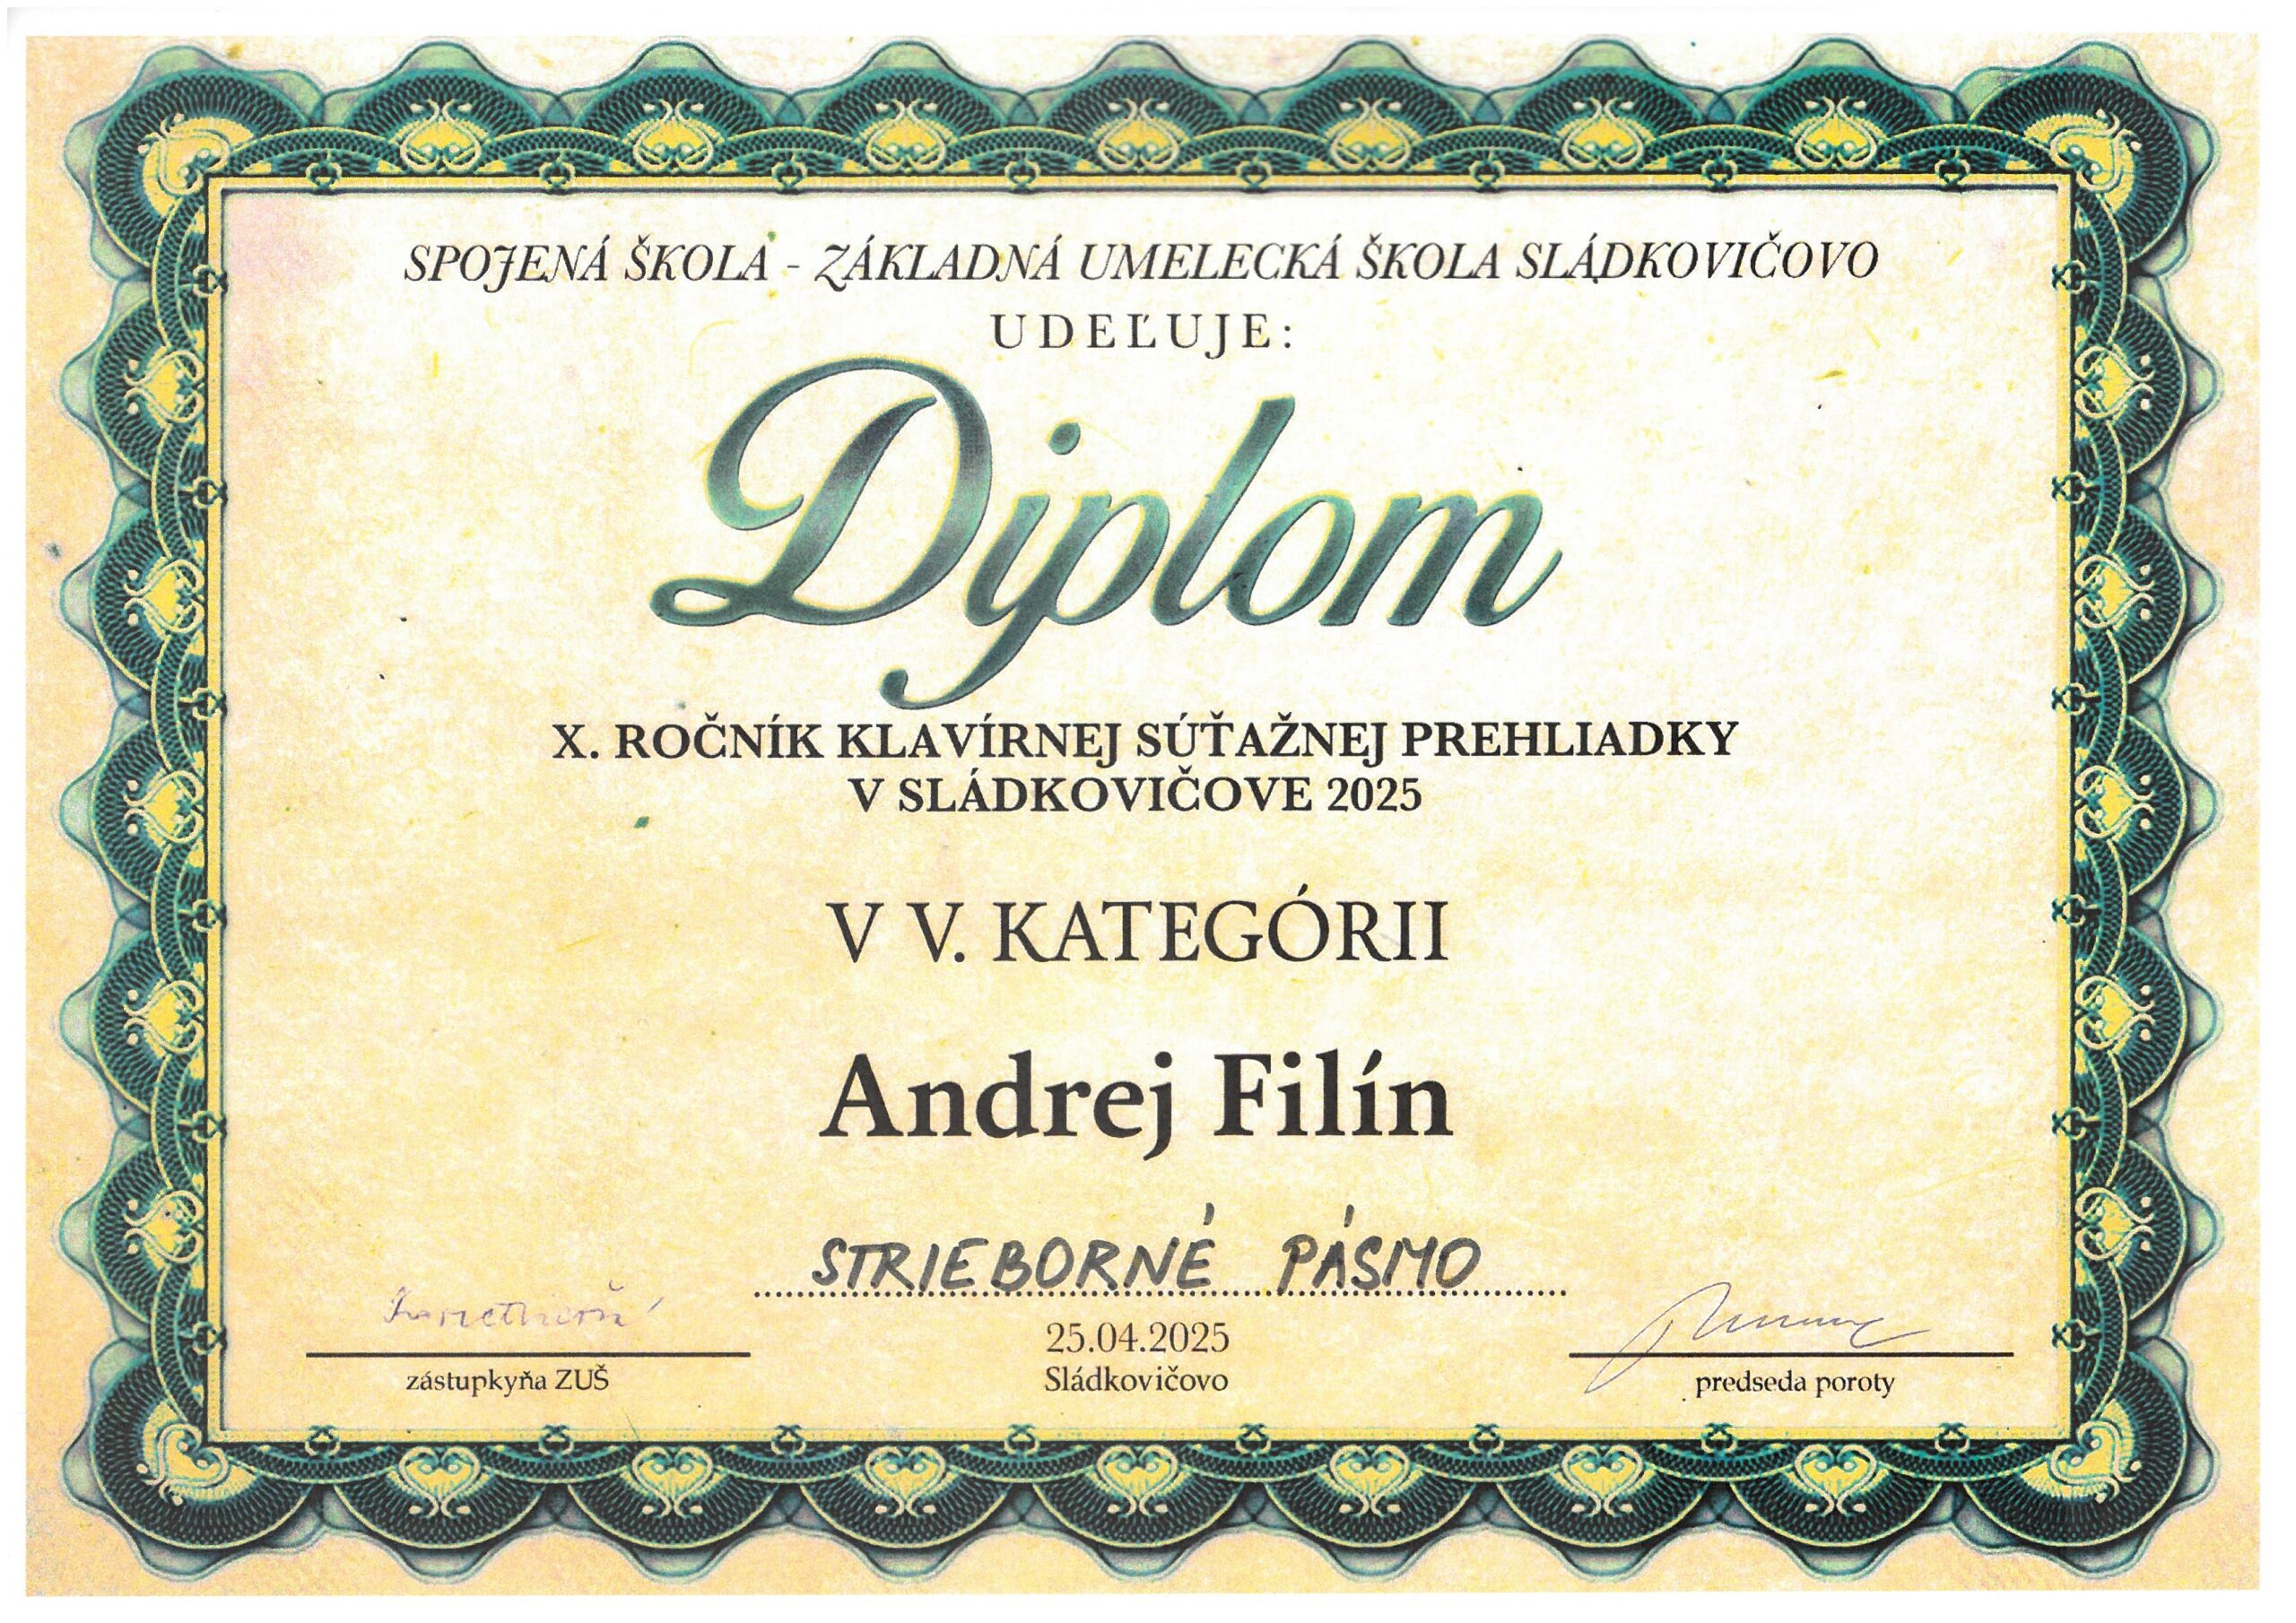 SPOJENÁ ŠKOLA - ZÁKLADNÁ UMELECKÁ ŠKOLA SLÁDKOVIČOVO
UDEĽUJE:
Diplom
X. ROČNÍK KLAVÍRNEJ SÚŤAŽNEJ PREHLIADKY
V SLÁDKOVIČOVE 2025
V V. KATEGÓRII
Andrej Filín
STRIEBORNÉ PÁSMO
25.04.2025
zástupkyňa ZUŠ
Sládkovičovo
predseda poroty